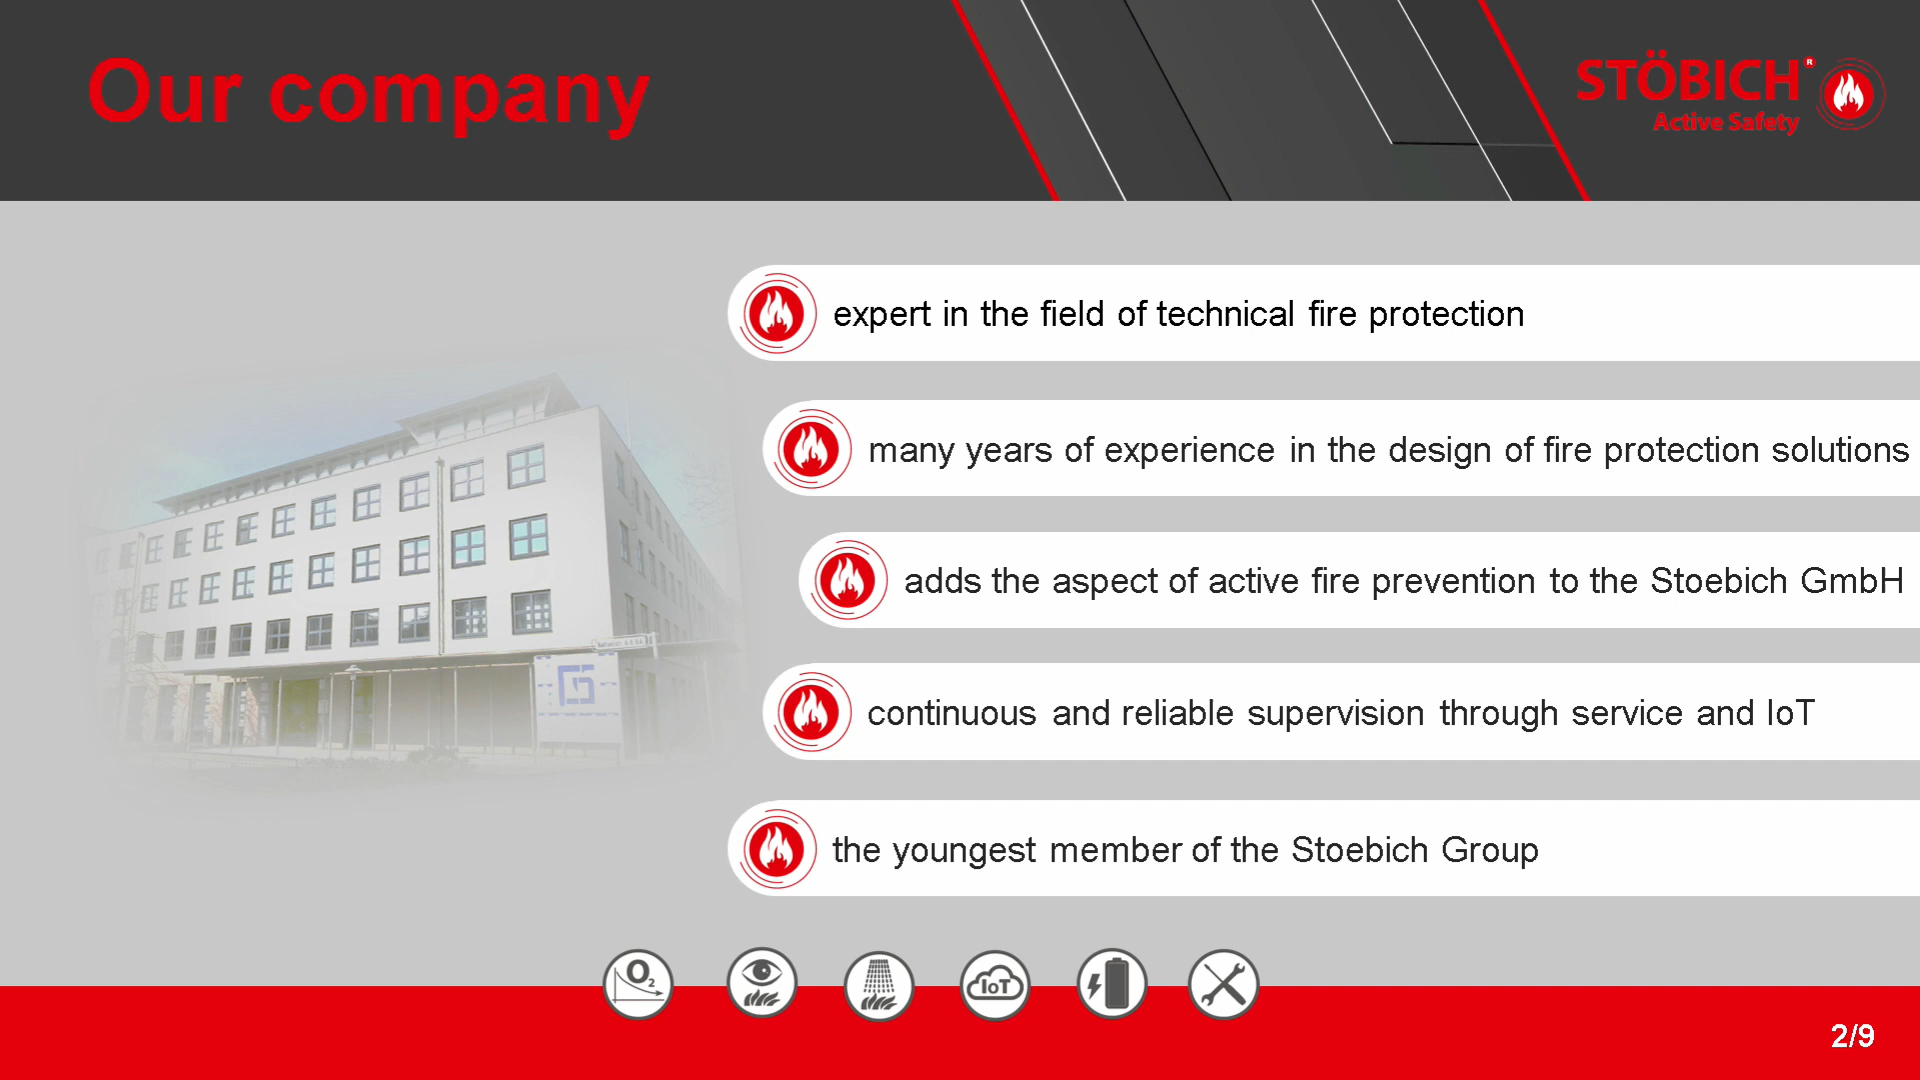 Our company
STÖBICH®
Active Safety
expert in the field of technical fire protection
many years of experience in the design of fire protection solutions
adds the aspect of active fire prevention to the Stoebich GmbH
continuous and reliable supervision through service and IoT
the youngest member of the Stoebich Group
O2
IoT
2/9